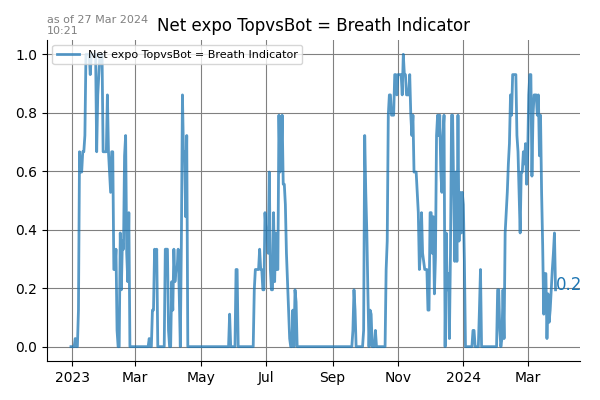 as of 27 Mar 2024
10:21
Net expo TopvsBot = Breath Indicator
Net expo TopvsBot = Breath Indicator
1.0
0.8
0.6
0.4
0.2
0.0
0.2
2023 Mar May Jul Sep Nov 2024 Mar